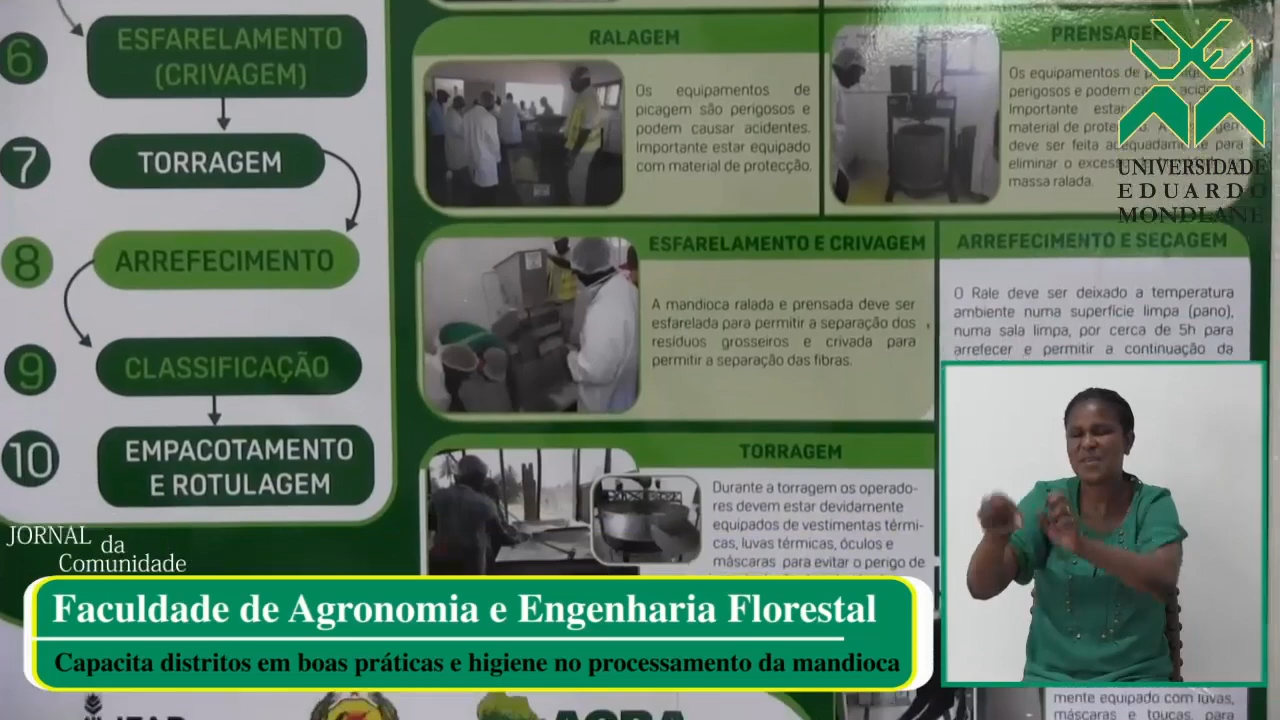 6
ESFARELAMENTO
(CRIVAGEM)
7
TORRAGEM
8
ARREFECIMENTO
9
CLASSIFICAÇÃO
10
EMPACOTAMENTO
E ROTULAGEM
RALAGEM
Os equipamentos de
picagem são perigosos e
podem causar acidentes.
Importante estar equipado
com material de protecção.
PRENSAGEM
Os equipamentos de
perigosos e podem
Importante estar
material de
deve ser feita adequadamente para
eliminar o
massa ralada.
UNIVERSIDADE
EDUARDO
MONDLANE
ESFARELAMENTO E CRIVAGEM
A mandioca ralada e prensada deve ser
esfarelada para permitir a separação dos
resíduos grosseiros e crivada para
permitir a separação das fibras.
ARREFECIMENTO E SECAGEM
O Rale deve ser deixado a temperatura
ambiente numa superfície limpa (pano),
numa sala limpa, por cerca de 5h para
arrefecer e permitir a continuação da
TORRAGEM
Durante a torragem os operado-
res devem estar devidamente
equipados de vestimentas térmi-
cas, luvas térmicas, óculos e
máscaras para evitar o perigo de
JORNAL da
Comunidade
Faculdade de Agronomia e Engenharia Florestal
Capacita distritos em boas práticas e higiene no processamento da mandioca
mente equipado com luvas,
máscaras e toucas, para